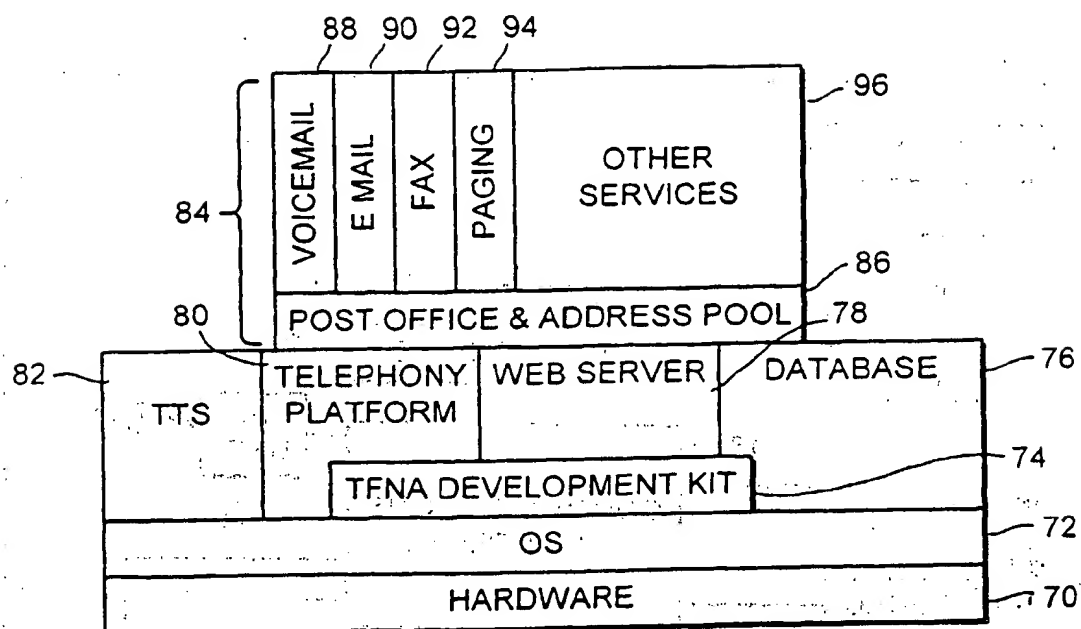 88
90
92
94
96
84
VOICEMAIL
E MAIL
FAX
PAGING
OTHER
SERVICES
86
POST OFFICE & ADDRESS POOL
80
78
82
TTS
TELEPHONY
PLATFORM
WEB SERVER
DATABASE
76
TFNA DEVELOPMENT KIT
74
OS
72
HARDWARE
70